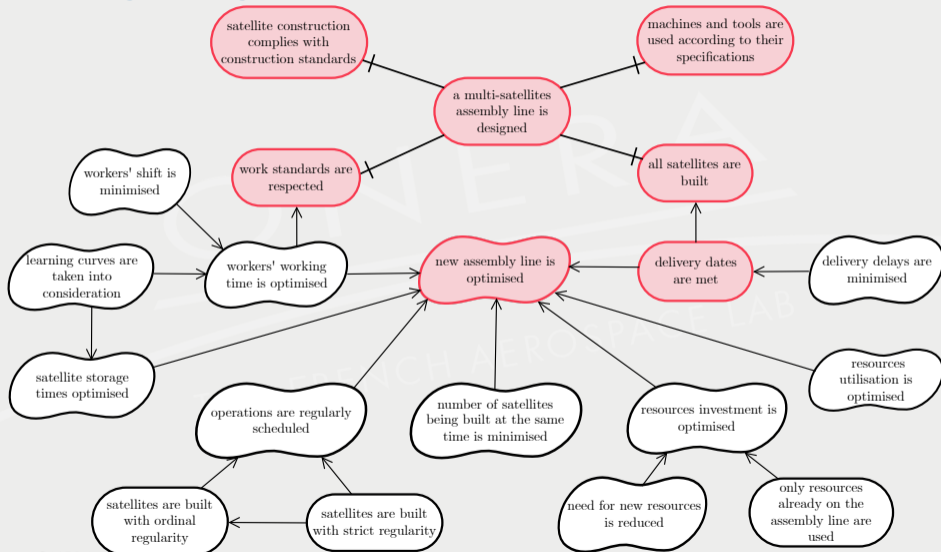 satellite construction
complies with
construction standards
machines and tools are
used according to their
specifications
a multi-satellites
assembly line is
designed
workers' shift is
minimised
work standards are
respected
all satellites are
built
learning curves are
taken into
consideration
workers' working
time is optimised
new assembly line is
optimised
delivery dates
are met
delivery delays are
minimised
satellite storage
times optimised
operations are regularly
scheduled
number of satellites
being built at the same
time is minimised
resources investment is
optimised
resources
utilisation is
optimised
satellites are built
with ordinal
regularity
satellites are built
with strict regularity
need for new resources
is reduced
only resources
already on the
assembly line are
used
ONERA
FRENCH AEROSPACE LAB